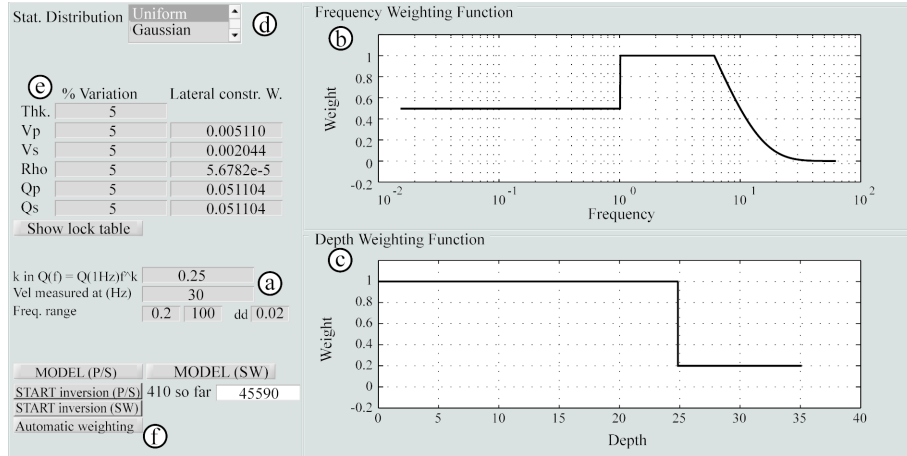 Stat. Distribution Uniform
Gaussian
d
e
% Variation Lateral constr. W.
Thk. 5
Vp 5 0.005110
Vs 5 0.002044
Rho 5 5.6782e-5
Qp 5 0.051104
Qs 5 0.051104
Show lock table
k in Q(f) = Q(1Hz)f^k 0.25
a
Vel measured at (Hz) 30
Freq. range 0.2 100 dd 0.02
MODEL (P/S) MODEL (SW)
START inversion (P/S) 410 so far 45590
START inversion (SW)
Automatic weighting
f
Frequency Weighting Function
b
1
0.8
0.6
0.4
0.2
0
-0.2
Weight
10^-2 10^-1 10^0 10^1 10^2
Frequency
Depth Weighting Function
c
1
0.8
0.6
0.4
0.2
0
-0.2
Weight
0 5 10 15 20 25 30 35 40
Depth